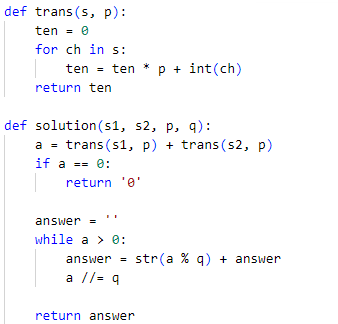 def trans(s, p):
    ten = 0
    for ch in s:
        ten = ten * p + int(ch)
    return ten

def solution(s1, s2, p, q):
    a = trans(s1, p) + trans(s2, p)
    if a == 0:
        return '0'

    answer = ''
    while a > 0:
        answer = str(a % q) + answer
        a //= q

    return answer